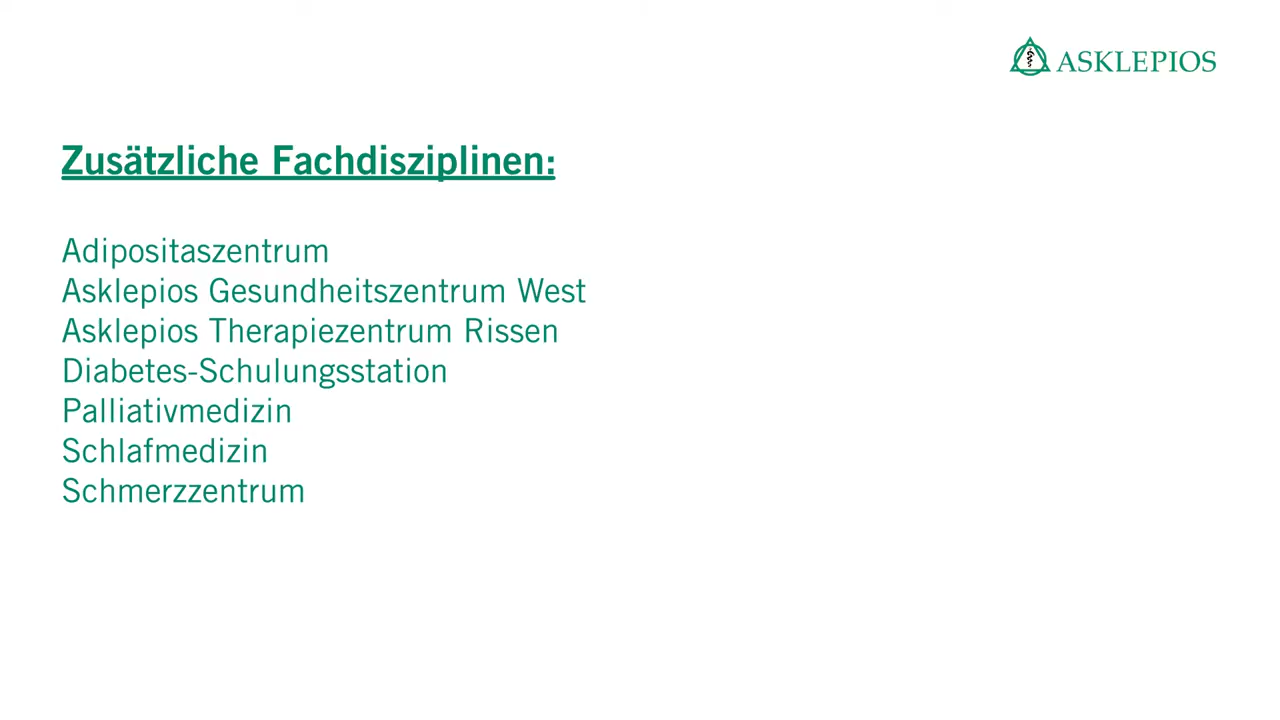 ASKLEPIOS
Zusätzliche Fachdisziplinen:
Adipositaszentrum
Asklepios Gesundheitszentrum West
Asklepios Therapiezentrum Rissen
Diabetes-Schulungsstation
Palliativmedizin
Schlafmedizin
Schmerzzentrum